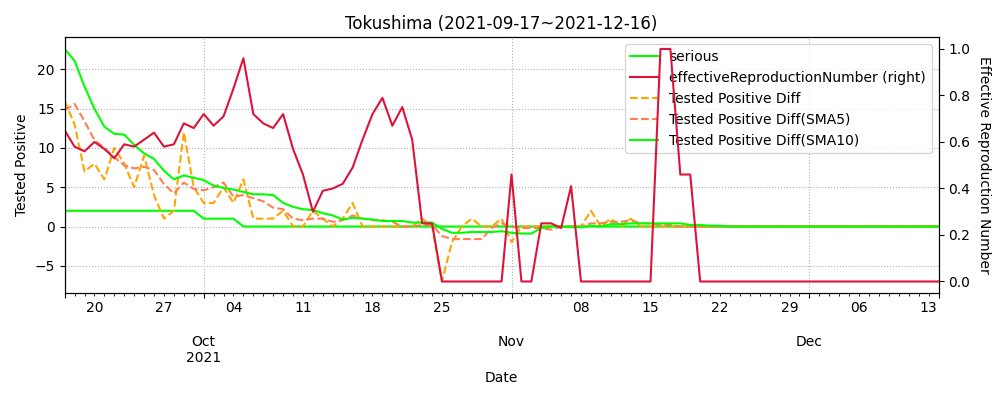 Tokushima (2021-09-17~2021-12-16)
serious
effectiveReproductionNumber (right)
Tested Positive Diff
Tested Positive Diff(SMA5)
Tested Positive Diff(SMA10)
Tested Positive
20
15
10
5
0
−5
1.0
0.8
0.6
0.4
0.2
0.0
Effective Reproduction Number
20 27 04 11 18 25 08 15 22 29 06 13
Oct Nov Dec
2021
Date